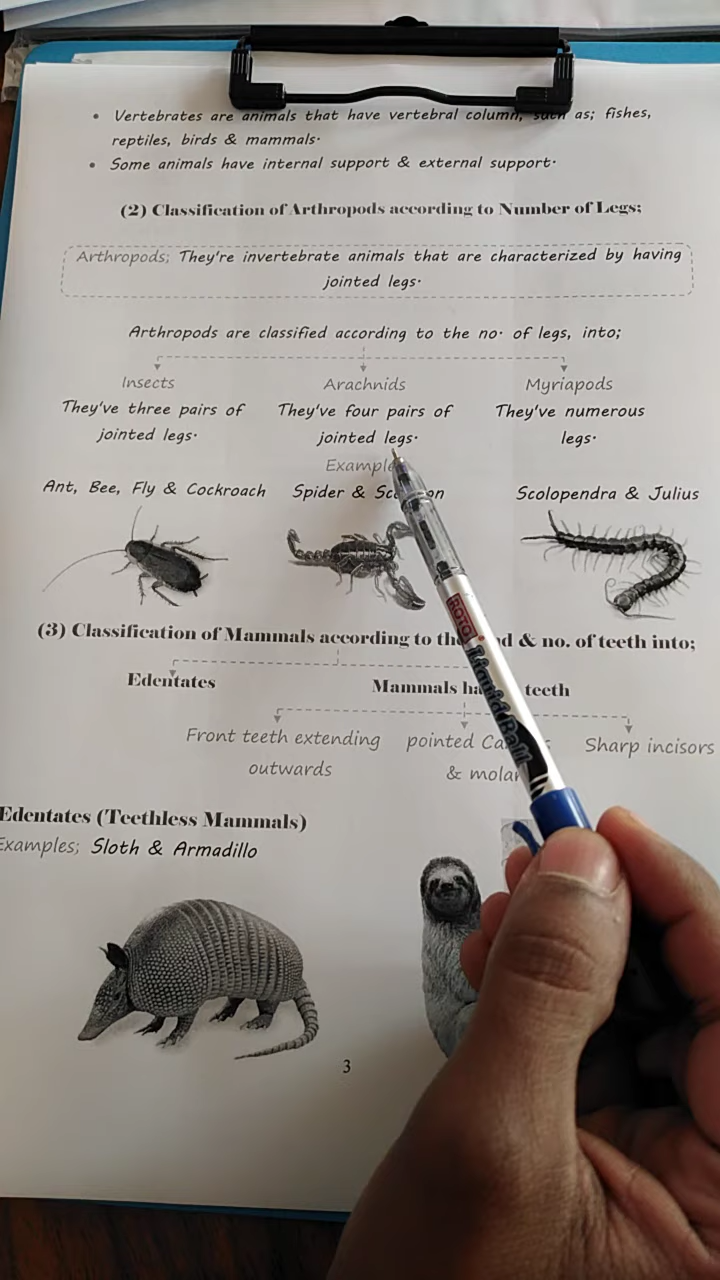 • Vertebrates are animals that have vertebral column, such as; fishes,
reptiles, birds & mammals.
• Some animals have internal support & external support.
(2) Classification of Arthropods according to Number of Legs;
Arthropods; They're invertebrate animals that are characterized by having
jointed legs.
Arthropods are classified according to the no. of legs, into;
Insects Arachnids Myriapods
They've three pairs of They've four pairs of They've numerous
jointed legs. jointed legs. legs.
Example
Ant, Bee, Fly & Cockroach Spider & Scolopendra & Julius
(3) Classification of Mammals according to the & no. of teeth into;
Edentates Mammals teeth
Front teeth extending pointed Sharp incisors
outwards & molar
Edentates (Teethless Mammals)
Examples; Sloth & Armadillo
3
ROTO
Liquid Ball